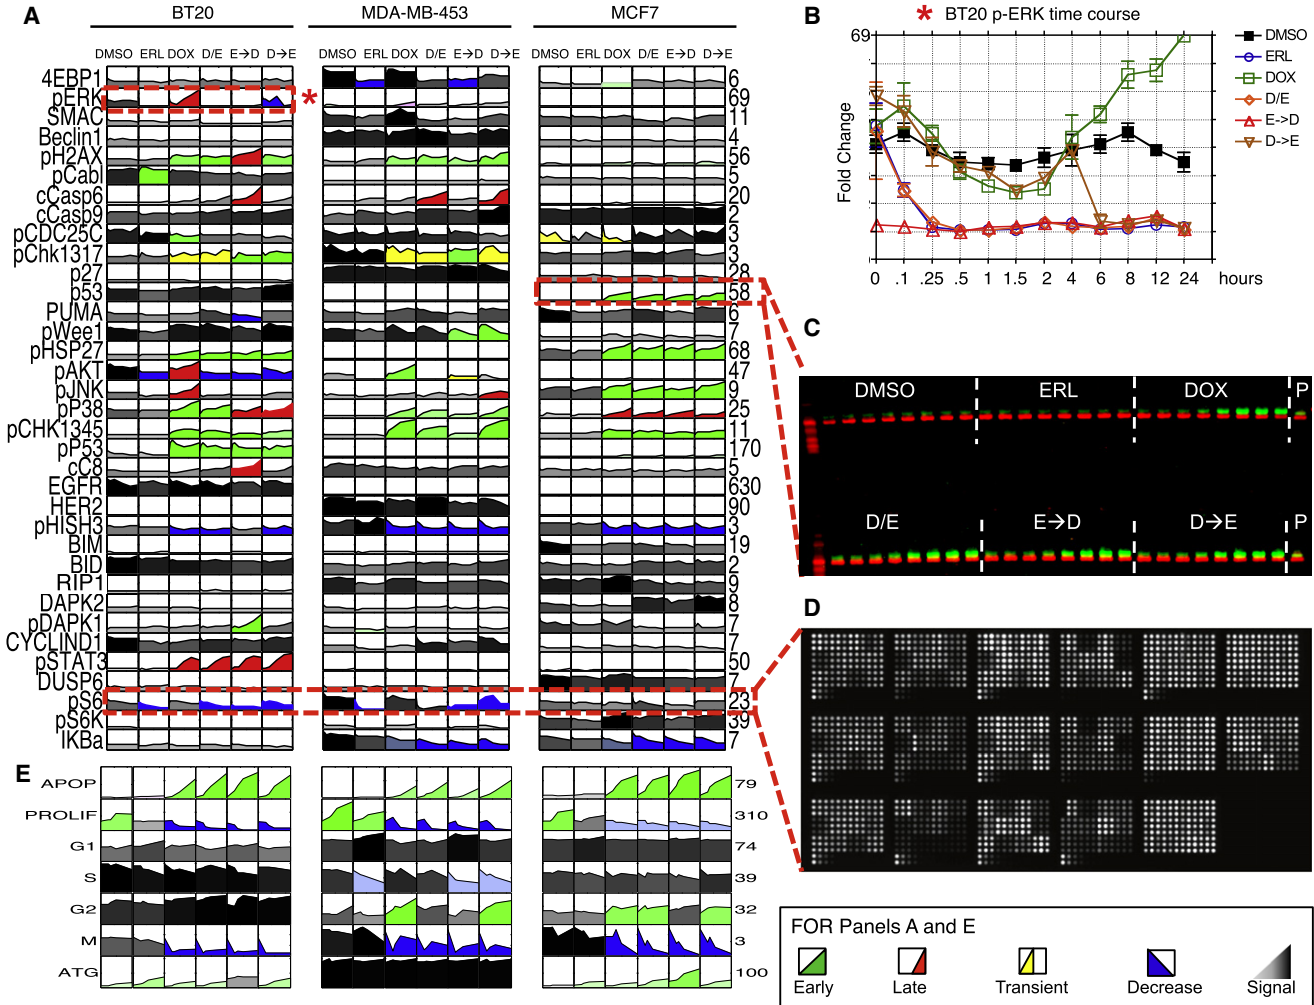 A
BT20 MDA-MB-453 MCF7
DMSO ERL DOX D/E E→D D→E DMSO ERL DOX D/E E→D D→E DMSO ERL DOX D/E E→D D→E
4EBP1 6
pERK * 69
SMAC 11
Beclin1 4
pH2AX 56
pCabl 5
cCasp6 20
cCasp9 2
pCDC25C 3
pChk1317 3
p27 28
p53 58
PUMA 6
pWee1 7
pHSP27 68
pAKT 47
pJNK 9
pP38 25
pCHK1345 11
pP53 170
cC8 5
EGFR 630
HER2 90
pHISH3 3
BIM 19
BID 2
RIP1 9
DAPK2 8
pDAPK1 7
CYCLIND1 7
pSTAT3 50
DUSP6 7
pS6 23
pS6K 39
IKBa 7
B
* BT20 p-ERK time course
69
Fold Change
0 .1 .25 .5 1 1.5 2 4 6 8 12 24 hours
DMSO
ERL
DOX
D/E
E->D
D->E
C
DMSO ERL DOX P
D/E E→D D→E P
D
E
APOP 79
PROLIF 310
G1 74
S 39
G2 32
M 3
ATG 100
FOR Panels A and E
Early Late Transient Decrease Signal